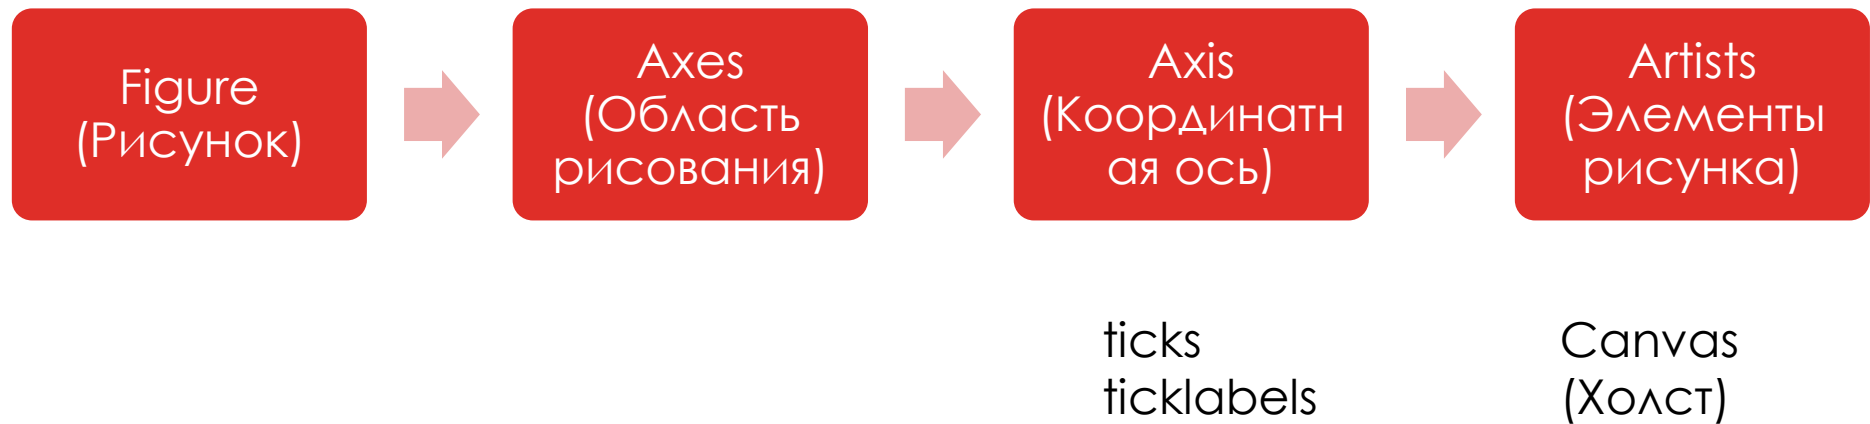 Figure
(Рисунок)
Axes
(Область
рисования)
Axis
(Координатн
ая ось)
Artists
(Элементы
рисунка)
ticks
ticklabels
Canvas
(Холст)